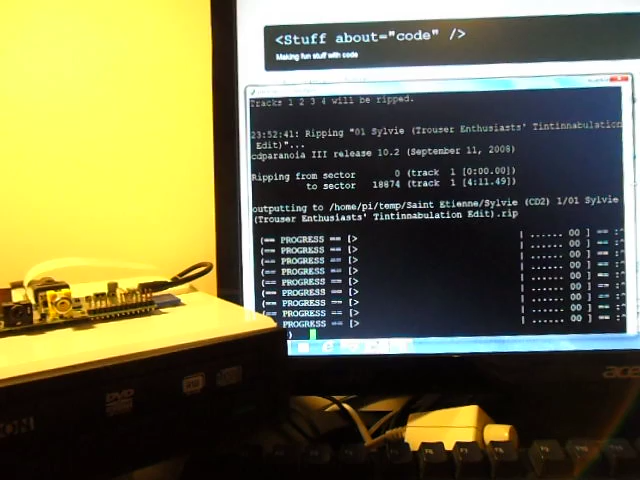 <Stuff about="code" />
Making fun stuff with code
Tracks 1 2 3 4 will be ripped.
23:52:41: Ripping "01 Sylvie (Trouser Enthusiasts' Tintinnabulation
Edit)"...
cdparanoia III release 10.2 (September 11, 2008)
Ripping from sector 0 (track 1 [0:00.00])
to sector 18874 (track 1 [4:11.49])
outputting to /home/pi/temp/Saint Etienne/Sylvie (CD2) 1/01 Sylvie
(Trouser Enthusiasts' Tintinnabulation Edit).rip
(== PROGRESS == [> | ...... 00 ] == :^
(== PROGRESS == [> | ...... 00 ] == :^
(== PROGRESS == [> | ...... 00 ] == :^
(== PROGRESS == [> | ...... 00 ] == :^
(== PROGRESS == [> | ...... 00 ] == :^
(== PROGRESS == [> | ...... 00 ] == :^
(== PROGRESS == [> | ...... 00 ] == :^
(== PROGRESS == [> | ...... 00 ] == :^
(== PROGRESS == [> | ...... 00 ] == :^
acer
DVD